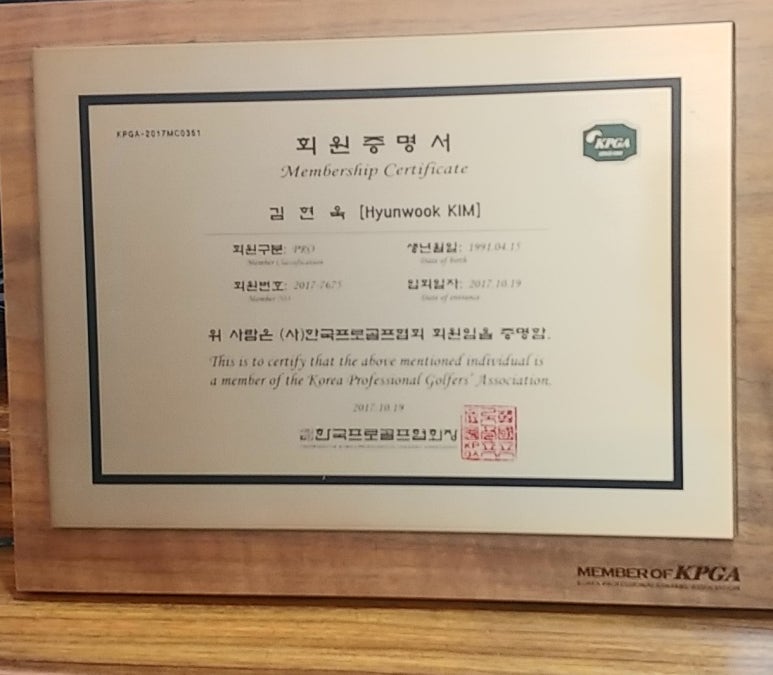 KPGA-2017MC0351
회원증명서
KPGA
Membership Certificate
김 현 욱 [Hyunwook KIM]
회원구분: PRO 생년월일: 1991.04.15
Member Classification Date of birth
회원번호: 2017-7675 입회일자: 2017.10.19
Member No. Date of entrance
위 사람은 (사)한국프로골프협회 회원임을 증명함.
This is to certify that the above mentioned individual is
a member of the Korea Professional Golfers' Association.
2017.10.19
한국프로골프협회장
MEMBER OF KPGA
KOREA PROFESSIONAL GOLFERS' ASSOCIATION